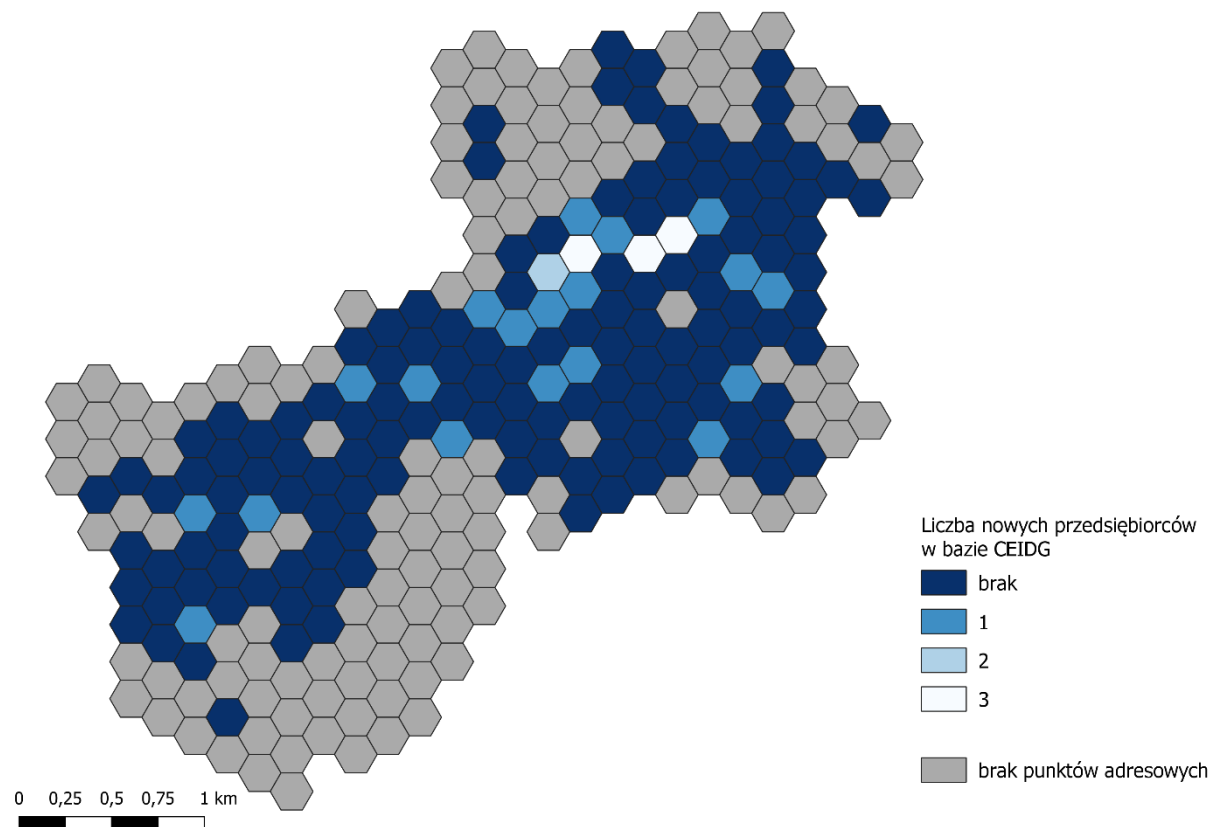 Liczba nowych przedsiębiorców
w bazie CEIDG
brak
1
2
3
brak punktów adresowych
0 0,25 0,5 0,75 1 km